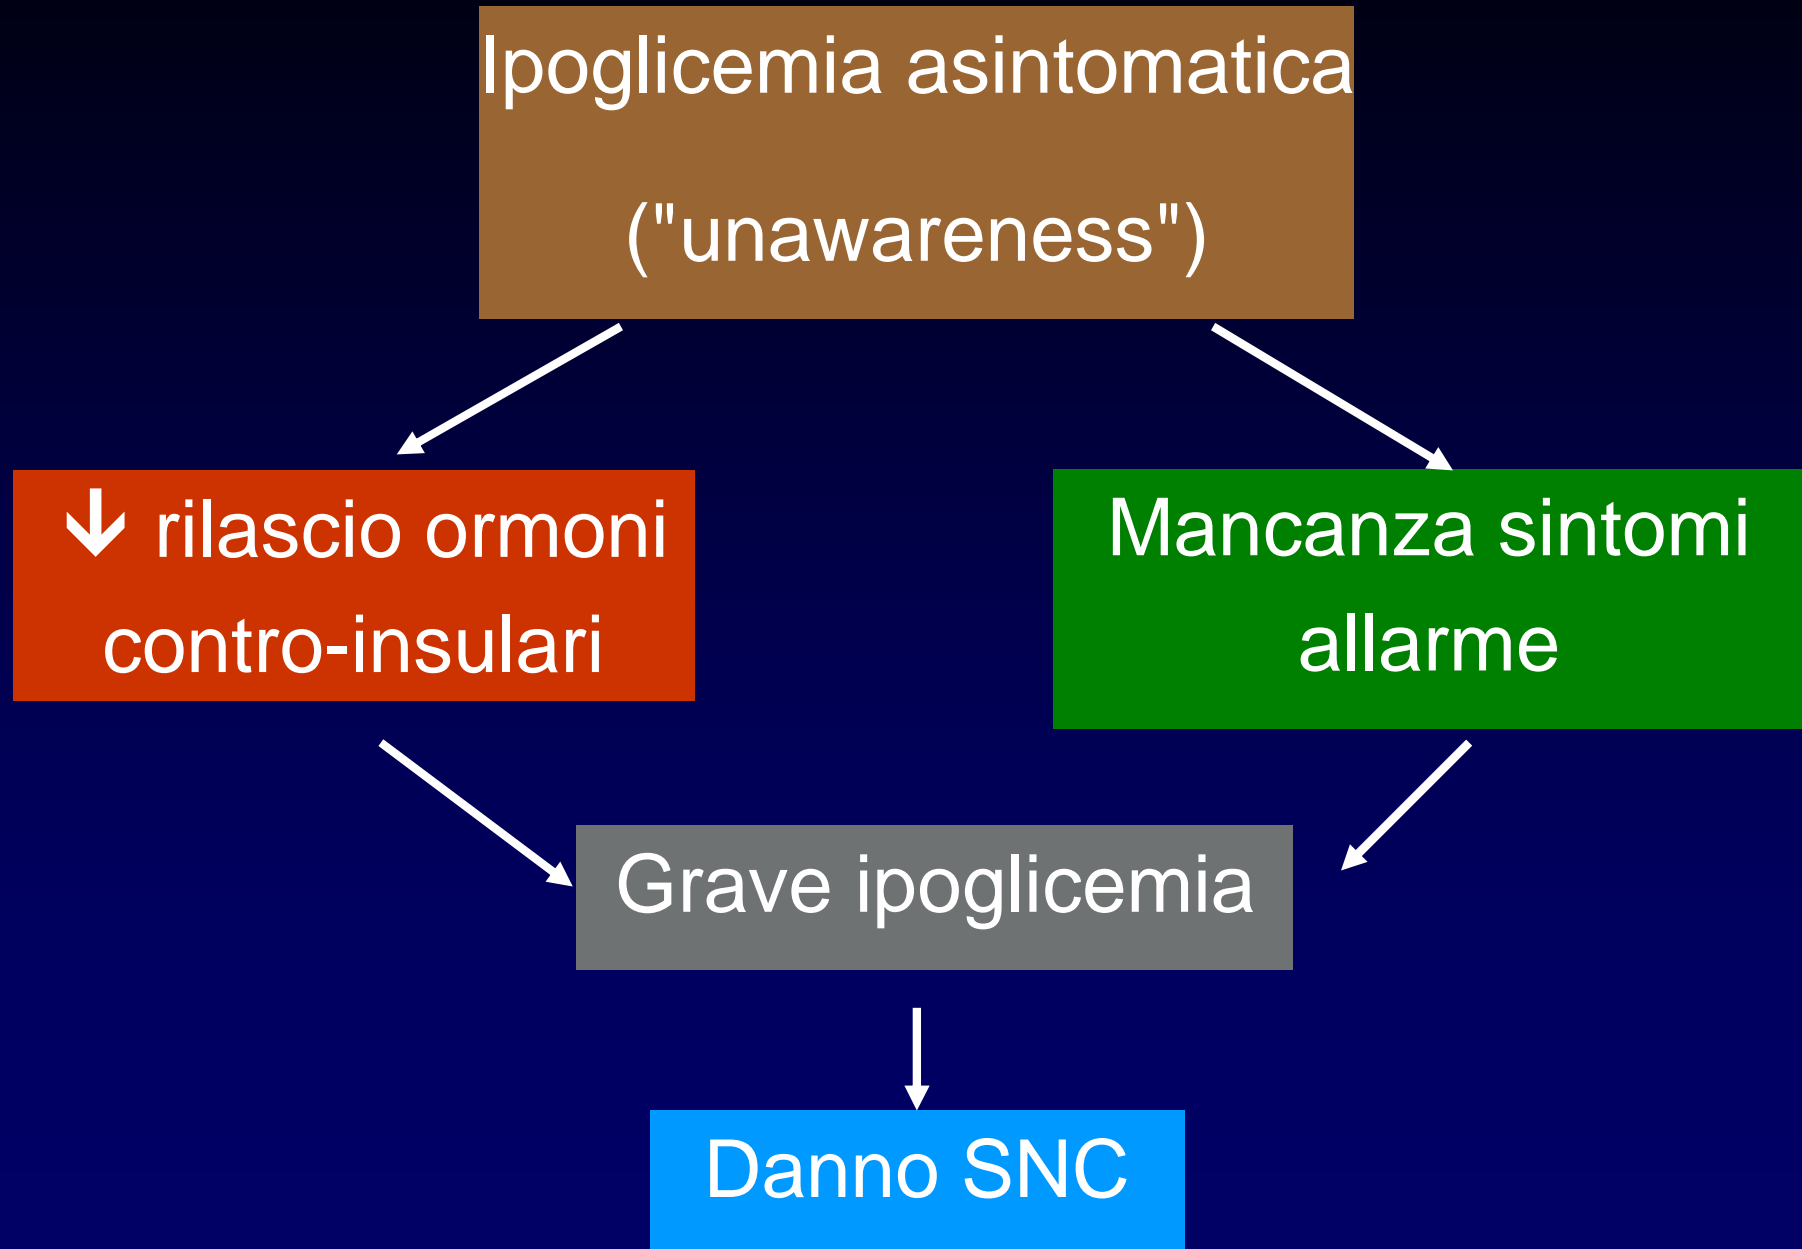 Ipoglicemia asintomatica
("unawareness")
↓ rilascio ormoni
contro-insulari
Mancanza sintomi
allarme
Grave ipoglicemia
Danno SNC